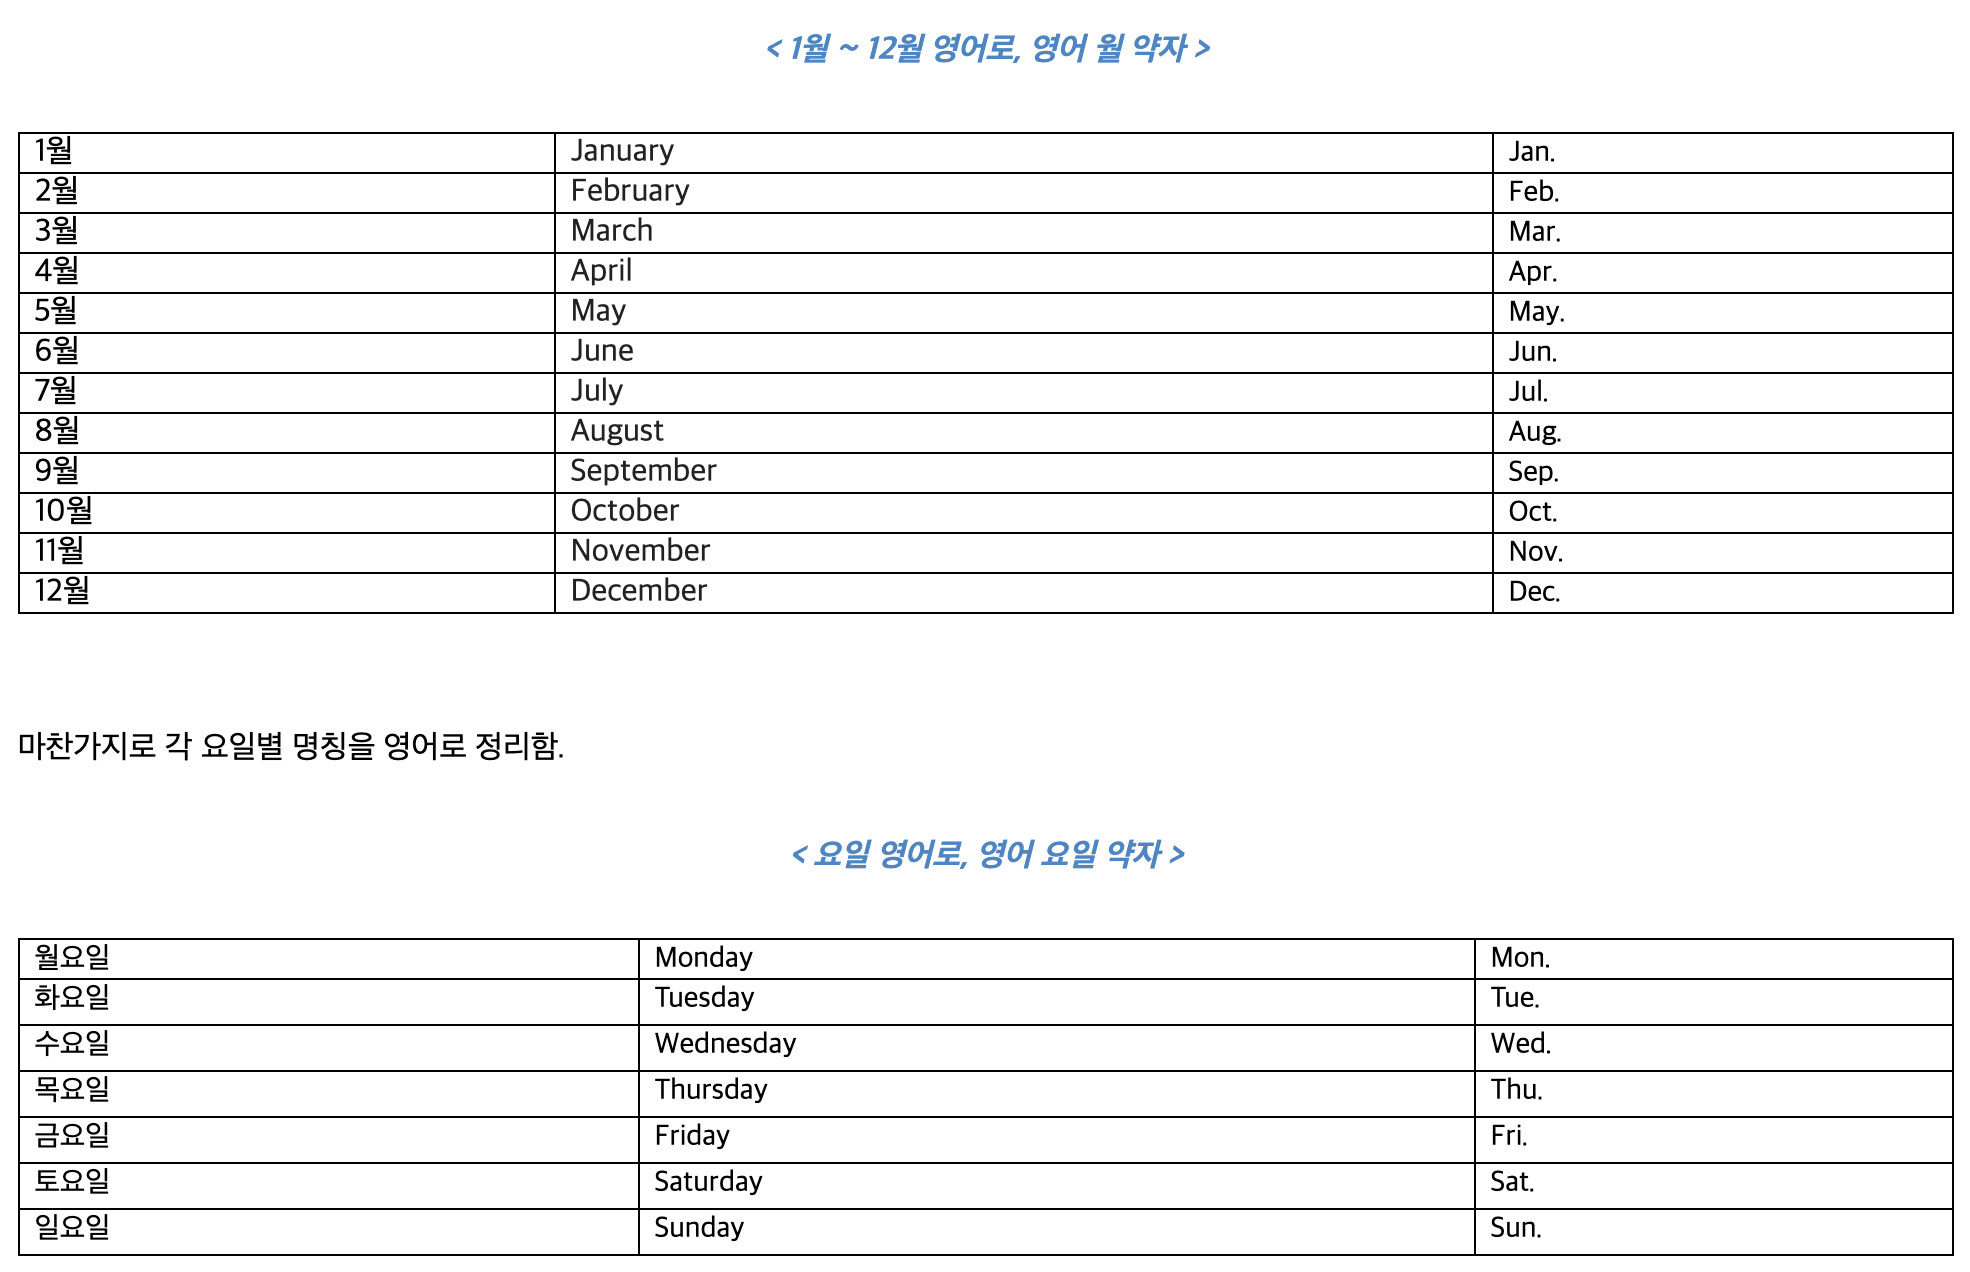 < 1월 ~ 12월 영어로, 영어 월 약자 >
1월 January Jan.
2월 February Feb.
3월 March Mar.
4월 April Apr.
5월 May May.
6월 June Jun.
7월 July Jul.
8월 August Aug.
9월 September Sep.
10월 October Oct.
11월 November Nov.
12월 December Dec.
마찬가지로 각 요일별 명칭을 영어로 정리함.
< 요일 영어로, 영어 요일 약자 >
월요일 Monday Mon.
화요일 Tuesday Tue.
수요일 Wednesday Wed.
목요일 Thursday Thu.
금요일 Friday Fri.
토요일 Saturday Sat.
일요일 Sunday Sun.